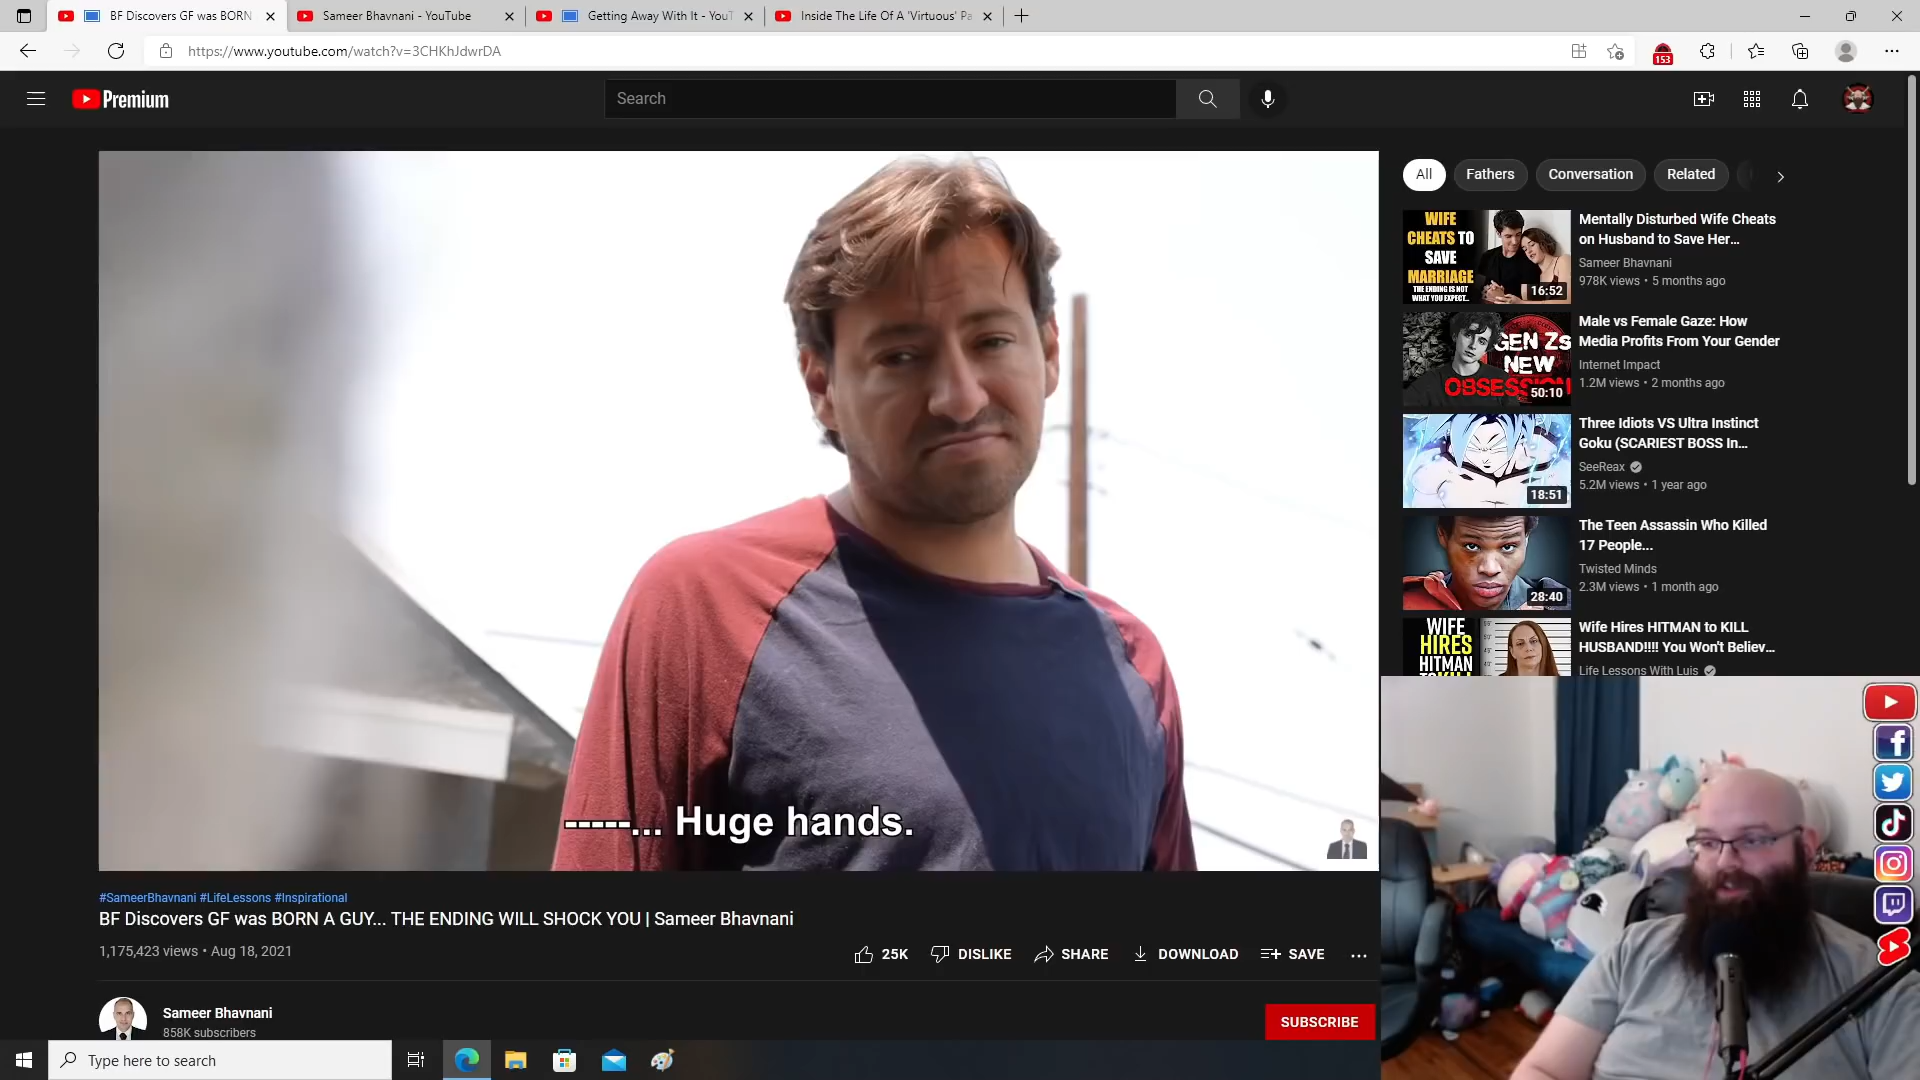 BF Discovers GF was BORN
Sameer Bhavnani - YouTube
Getting Away With It - YouT
Inside The Life Of A 'Virtuous' Pa
https://www.youtube.com/watch?v=3CHKhJdwrDA
153
Premium
Search
All
Fathers
Conversation
Related
WIFE
CHEATS TO
SAVE
MARRIAGE
THE ENDING IS NOT
WHAT YOU EXPECT...
16:52
Mentally Disturbed Wife Cheats
on Husband to Save Her...
Sameer Bhavnani
978K views • 5 months ago
GEN Zs
NEW
OBSESSION
50:10
Male vs Female Gaze: How
Media Profits From Your Gender
Internet Impact
1.2M views • 2 months ago
18:51
Three Idiots VS Ultra Instinct
Goku (SCARIEST BOSS In...
SeeReax
5.2M views • 1 year ago
28:40
The Teen Assassin Who Killed
17 People...
Twisted Minds
2.3M views • 1 month ago
WIFE
HIRES
HITMAN
Wife Hires HITMAN to KILL
HUSBAND!!!! You Won't Believ...
Life Lessons With Luis
-----... Huge hands.
#SameerBhavnani #LifeLessons #Inspirational
BF Discovers GF was BORN A GUY... THE ENDING WILL SHOCK YOU | Sameer Bhavnani
1,175,423 views • Aug 18, 2021
25K
DISLIKE
SHARE
DOWNLOAD
SAVE
Sameer Bhavnani
858K subscribers
SUBSCRIBE
Type here to search